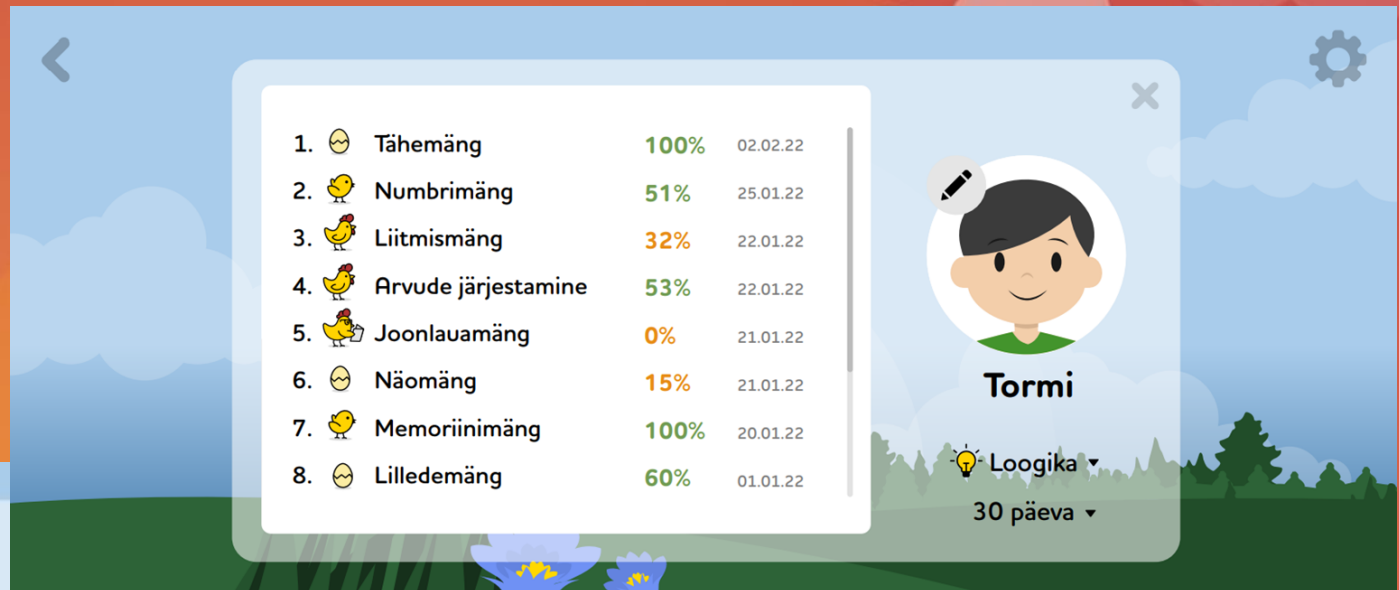 1. Tähemäng 100% 02.02.22
2. Numbrimäng 51% 25.01.22
3. Liitmismäng 32% 22.01.22
4. Arvude järjestamine 53% 22.01.22
5. Joonlauamäng 0% 21.01.22
6. Näomäng 15% 21.01.22
7. Memoriinimäng 100% 20.01.22
8. Lilledemäng 60% 01.01.22
Tormi
Loogika
30 päeva